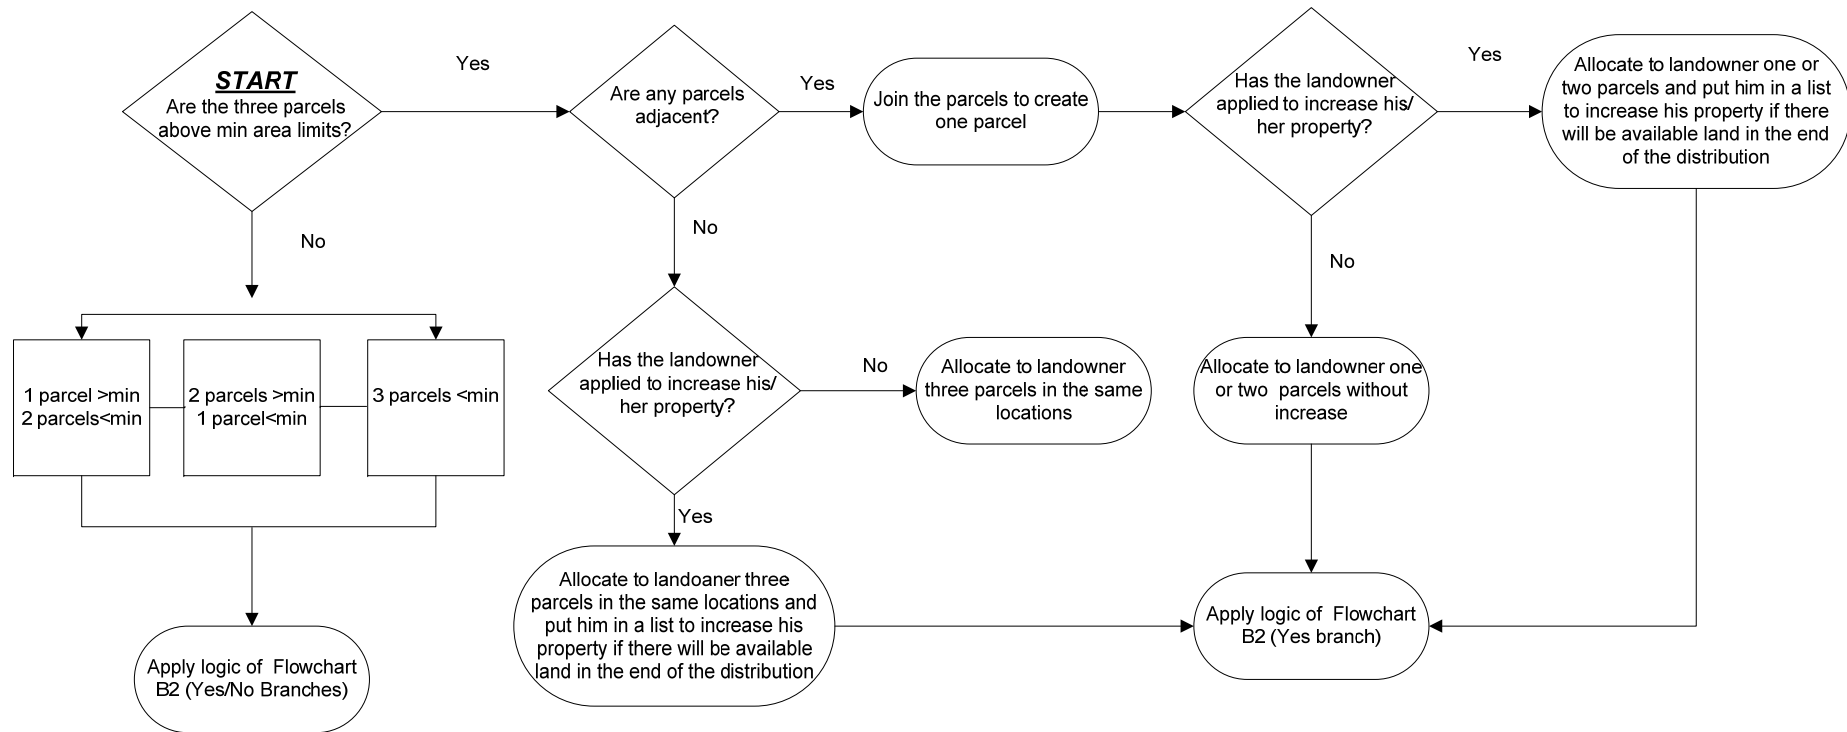 START
Are the three parcels
above min area limits?
Yes
Are any parcels
adjacent?
Yes
Join the parcels to create
one parcel
Has the landowner
applied to increase his/
her property?
Yes
Allocate to landowner one or
two parcels and put him in a list
to increase his property if there
will be available land in the end
of the distribution
No
No
No
1 parcel >min
2 parcels<min
2 parcels >min
1 parcel<min
3 parcels <min
Has the landowner
applied to increase his/
her property?
No
Allocate to landowner
three parcels in the same
locations
Allocate to landowner one
or two parcels without
increase
Yes
Allocate to landoaner three
parcels in the same locations and
put him in a list to increase his
property if there will be available
land in the end of the distribution
Apply logic of Flowchart
B2 (Yes branch)
Apply logic of Flowchart
B2 (Yes/No Branches)